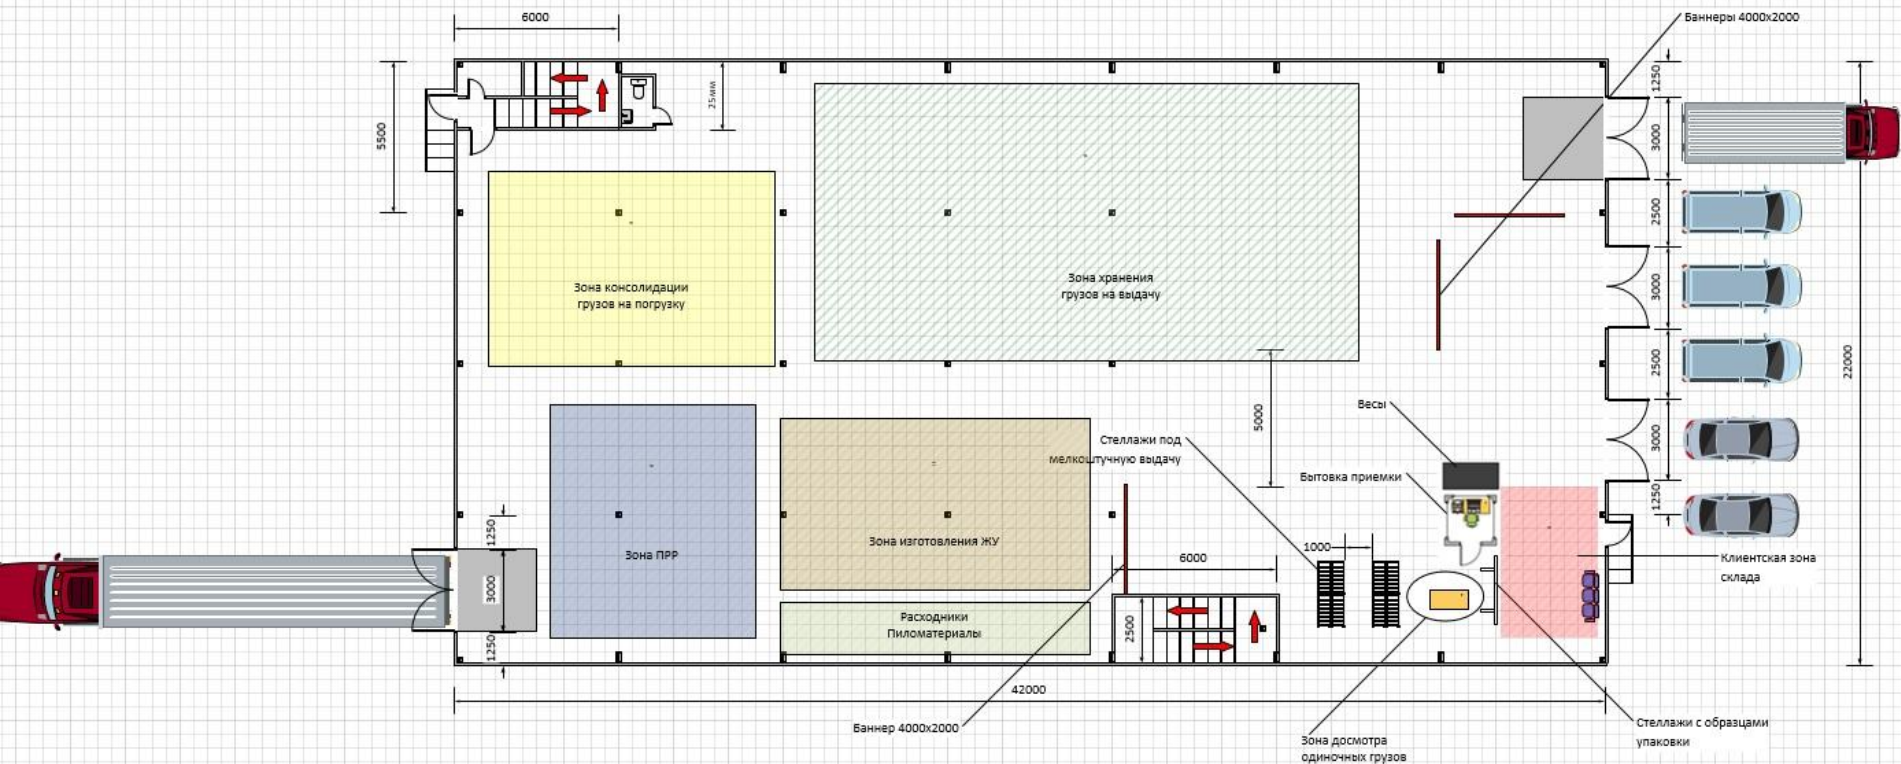 6000
Баннеры 4000х2000
1250
25мм
5500
3000
2500
Зона консолидации
грузов на погрузку
Зона хранения
грузов на выдачу
3000
2500
22000
Весы
5000
Стеллажи под
мелкоштучную выдачу
3000
Бытовка приемки
1250
1250
Зона ПРР
Зона изготовления ЖУ
1000
6000
Клиентская зона
склада
3000
Расходники
Пиломатериалы
2500
1250
42000
Баннер 4000х2000
Стеллажи с образцами
упаковки
Зона досмотра
одиночных грузов